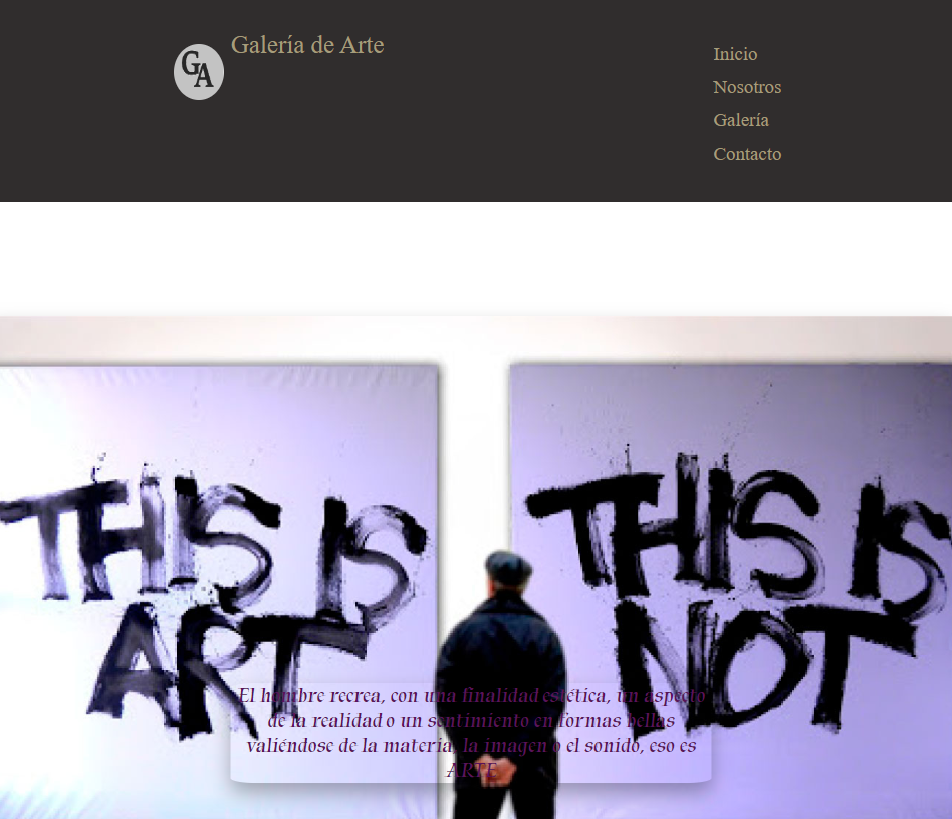 GA
Galería de Arte
Inicio
Nosotros
Galería
Contacto
THIS IS
ART
THIS IS
NOT
El hombre recrea, con una finalidad estética, un aspecto
de la realidad o un sentimiento en formas bellas
valiéndose de la materia, la imagen o el sonido, eso es
ARTE